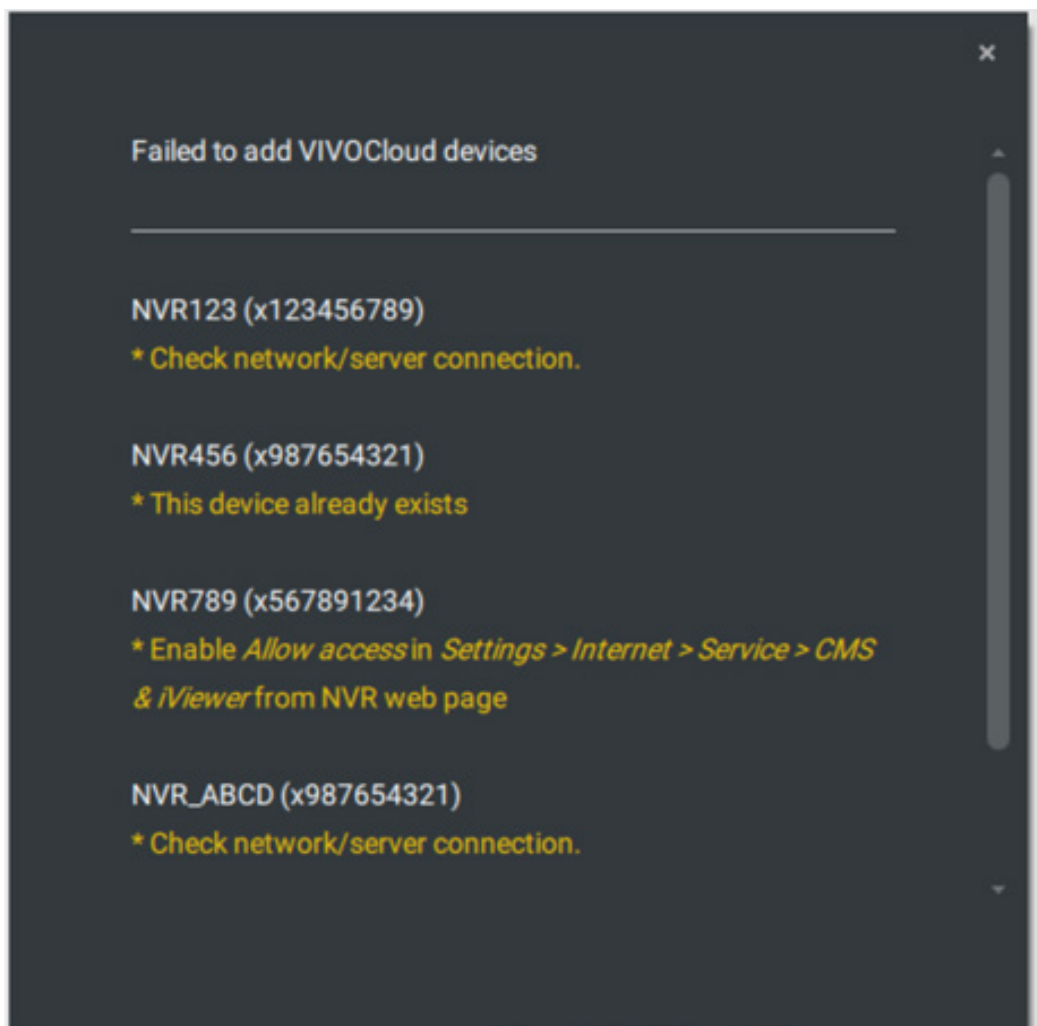 Failed to add VIVOCloud devices
NVR123 (x123456789)
* Check network/server connection.
NVR456 (x987654321)
* This device already exists
NVR789 (x567891234)
* Enable Allow access in Settings > Internet > Service > CMS
& iViewer from NVR web page
NVR_ABCD (x987654321)
* Check network/server connection.